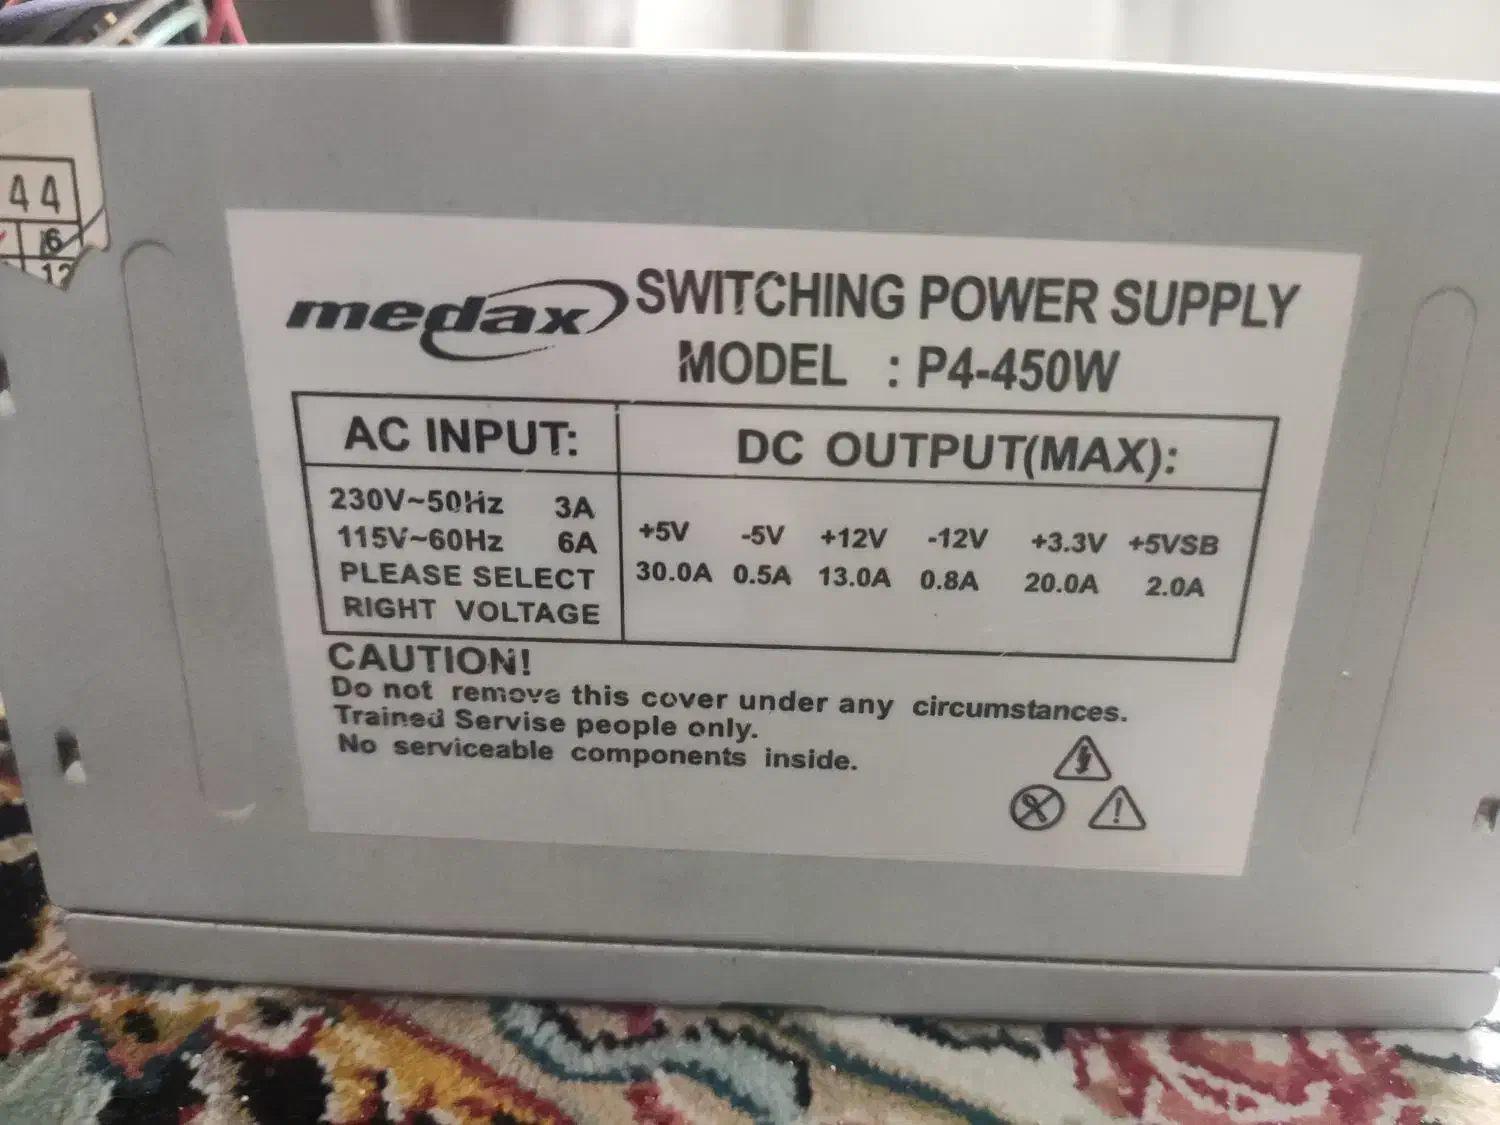 44
16
12
medax SWITCHING POWER SUPPLY
MODEL : P4-450W
AC INPUT: DC OUTPUT(MAX):
230V~50Hz 3A
115V~60Hz 6A
PLEASE SELECT
RIGHT VOLTAGE
+5V -5V +12V -12V +3.3V +5VSB
30.0A 0.5A 13.0A 0.8A 20.0A 2.0A
CAUTION!
Do not remove this cover under any circumstances.
Trained Servise people only.
No serviceable components inside.